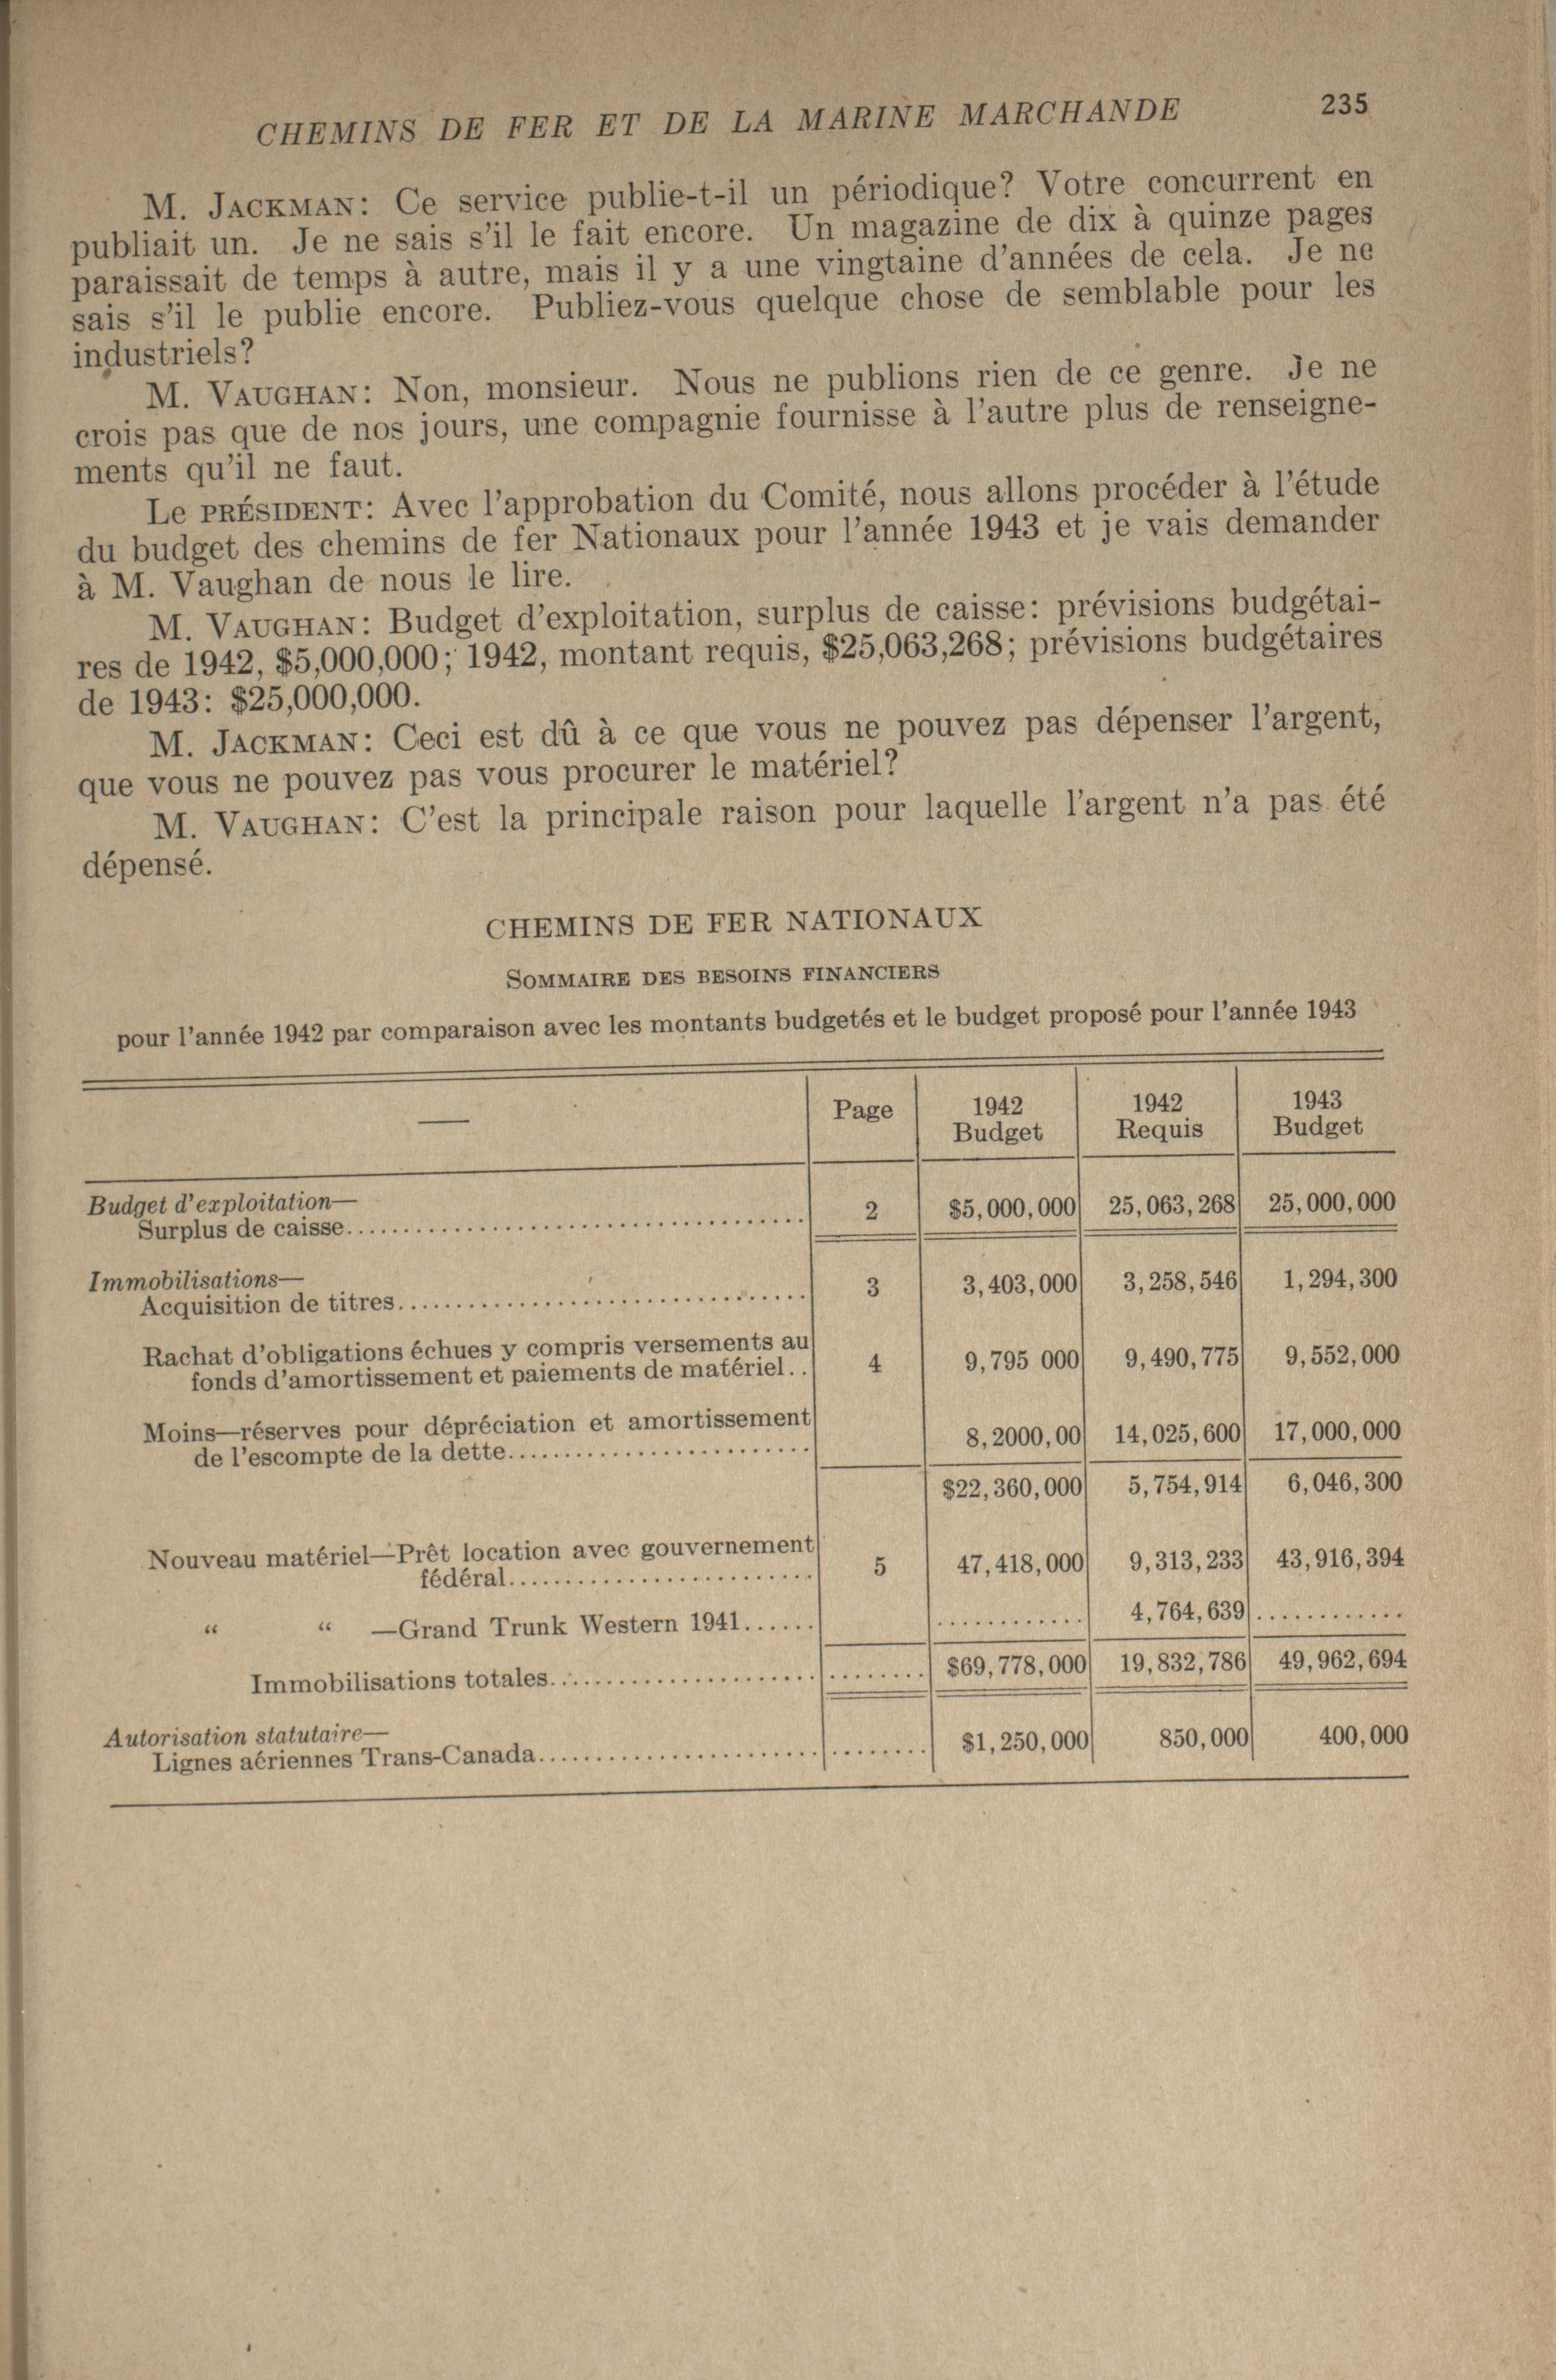 CHEMINS DE FER ET DE LA MARINE MARCHANDE 235
M. JACKMAN: Ce service publie-t-il un périodique? Votre concurrent en
publiait un. Je ne sais s'il le fait encore. Un magazine de dix à quinze pages
paraissait de temps à autre, mais il y a une vingtaine d'années de cela. Je ne
sais s'il le publie encore. Publiez-vous quelque chose de semblable pour les
industriels?
M. VAUGHAN: Non, monsieur. Nous ne publions rien de ce genre. Je ne
crois pas que de nos jours, une compagnie fournisse à l'autre plus de renseigne-
ments qu'il ne faut.
Le PRÉSIDENT: Avec l'approbation du Comité, nous allons procéder à l'étude
du budget des chemins de fer Nationaux pour l'année 1943 et je vais demander
à M. Vaughan de nous le lire.
M. VAUGHAN: Budget d'exploitation, surplus de caisse: prévisions budgétai-
res de 1942, $5,000,000; 1942, montant requis, $25,063,268; prévisions budgétaires
de 1943: $25,000,000.
M. JACKMAN: Ceci est dû à ce que vous ne pouvez pas dépenser l'argent,
que vous ne pouvez pas vous procurer le matériel?
M. VAUGHAN: C'est la principale raison pour laquelle l'argent n'a pas été
dépensé.
CHEMINS DE FER NATIONAUX
SOMMAIRE DES BESOINS FINANCIERS
pour l'année 1942 par comparaison avec les montants budgetés et le budget proposé pour l'année 1943
— Page 1942 1942 1943
Budget Requis Budget
Budget d'exploitation—
Surplus de caisse........ 2 $5,000,000 25,063,268 25,000,000
Immobilisations—
Acquisition de titres........ 3 3,403,000 3,258,546 1,294,300
Rachat d'obligations échues y compris versements au
fonds d'amortissement et paiements de matériel.. 4 9,795 000 9,490,775 9,552,000
Moins—réserves pour dépréciation et amortissement
de l'escompte de la dette........ 8,2000,00 14,025,600 17,000,000
$22,360,000 5,754,914 6,046,300
Nouveau matériel—Prêt location avec gouvernement
fédéral........ 5 47,418,000 9,313,233 43,916,394
“ “ —Grand Trunk Western 1941...... ............ 4,764,639 ............
Immobilisations totales........ ........ $69,778,000 19,832,786 49,962,694
Autorisation statutaire—
Lignes aériennes Trans-Canada........ ........ $1,250,000 850,000 400,000